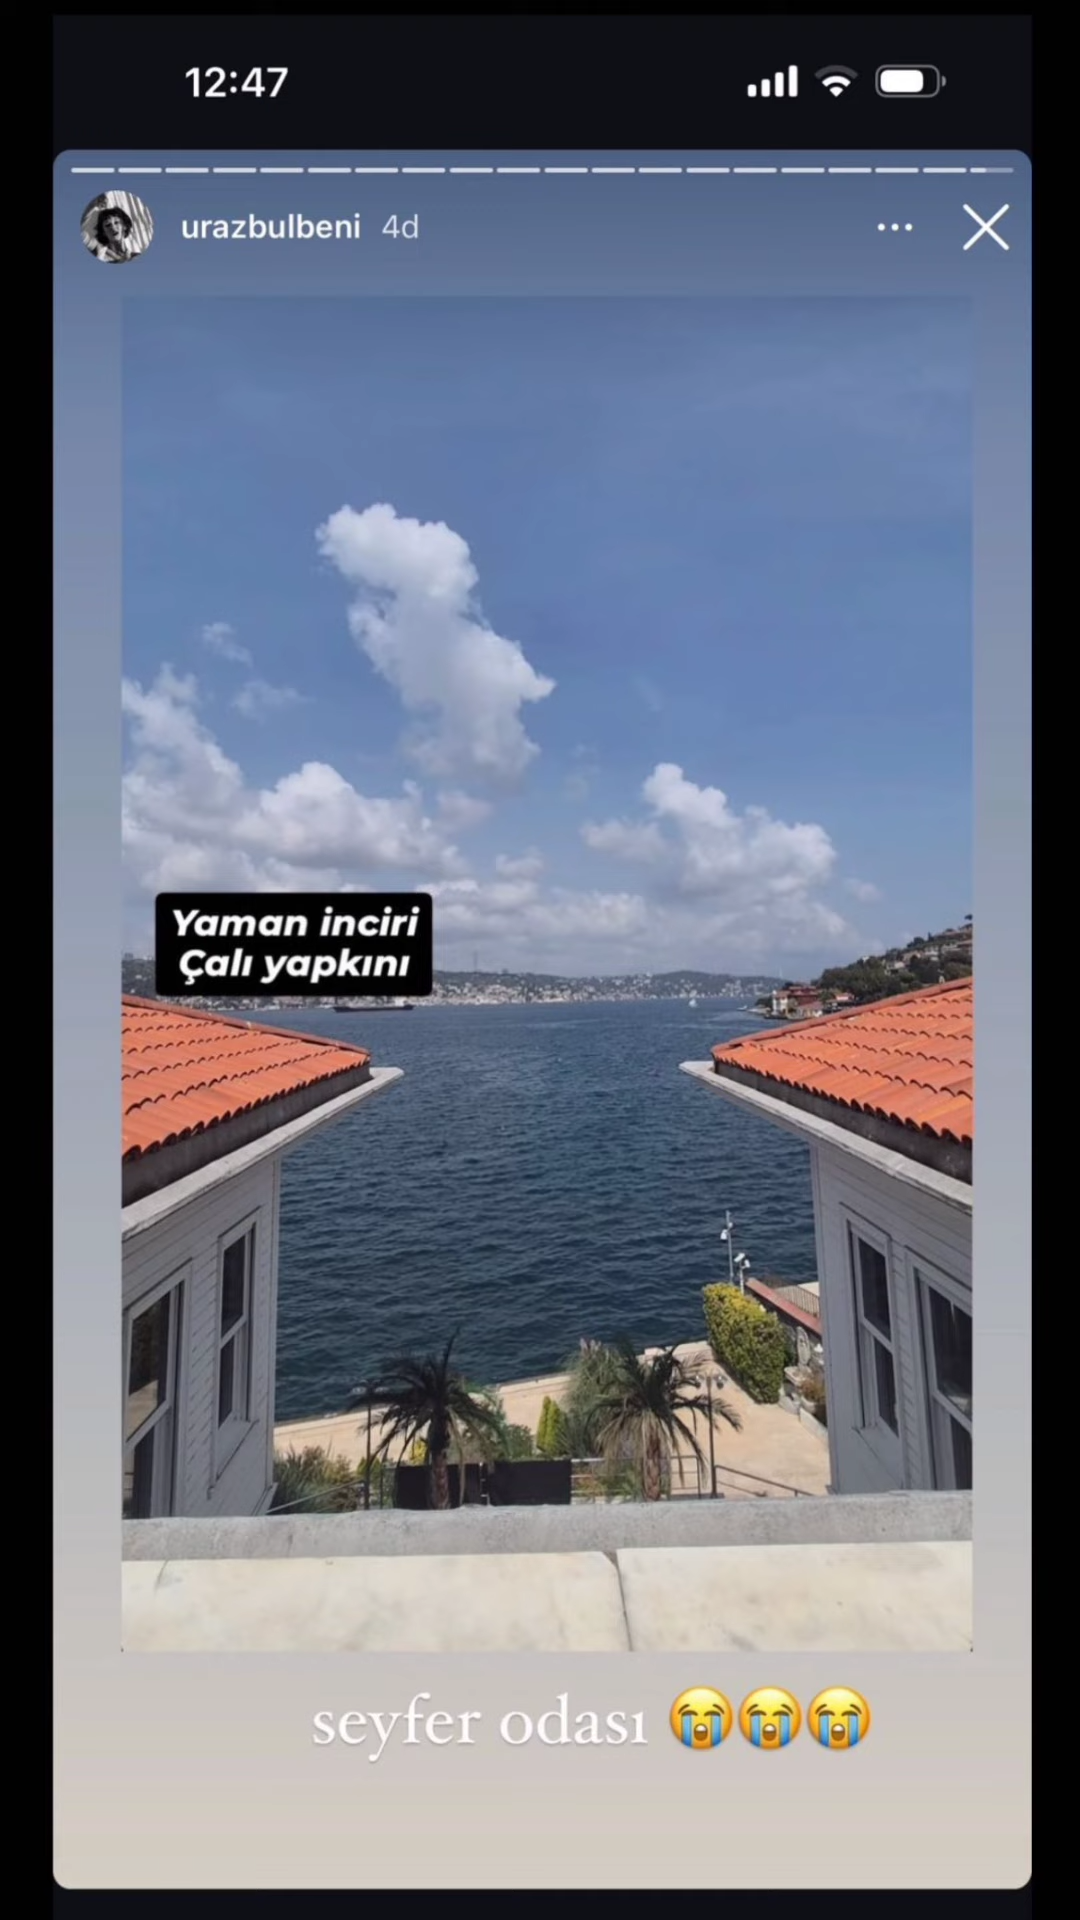 12:47
urazbulbeni 4d
Yaman inciri
Çalı yapkını
seyfer odası 😭😭😭